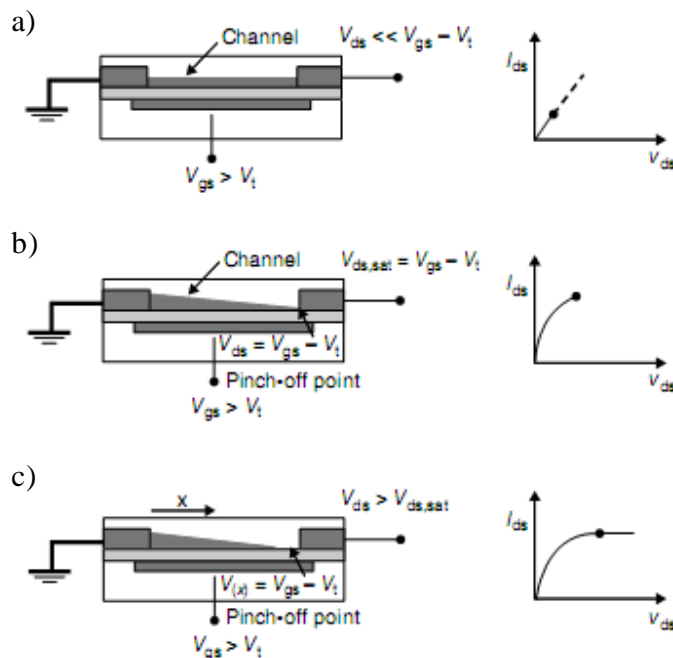 a)
Channel
V_ds << V_gs − V_t
I_ds
V_ds
V_gs > V_t
b)
Channel
V_ds,sat = V_gs − V_t
I_ds
V_ds = V_gs − V_t
V_ds
Pinch-off point
V_gs > V_t
c)
x
V_ds > V_ds,sat
I_ds
V_(x) = V_gs − V_t
V_ds
Pinch-off point
V_gs > V_t